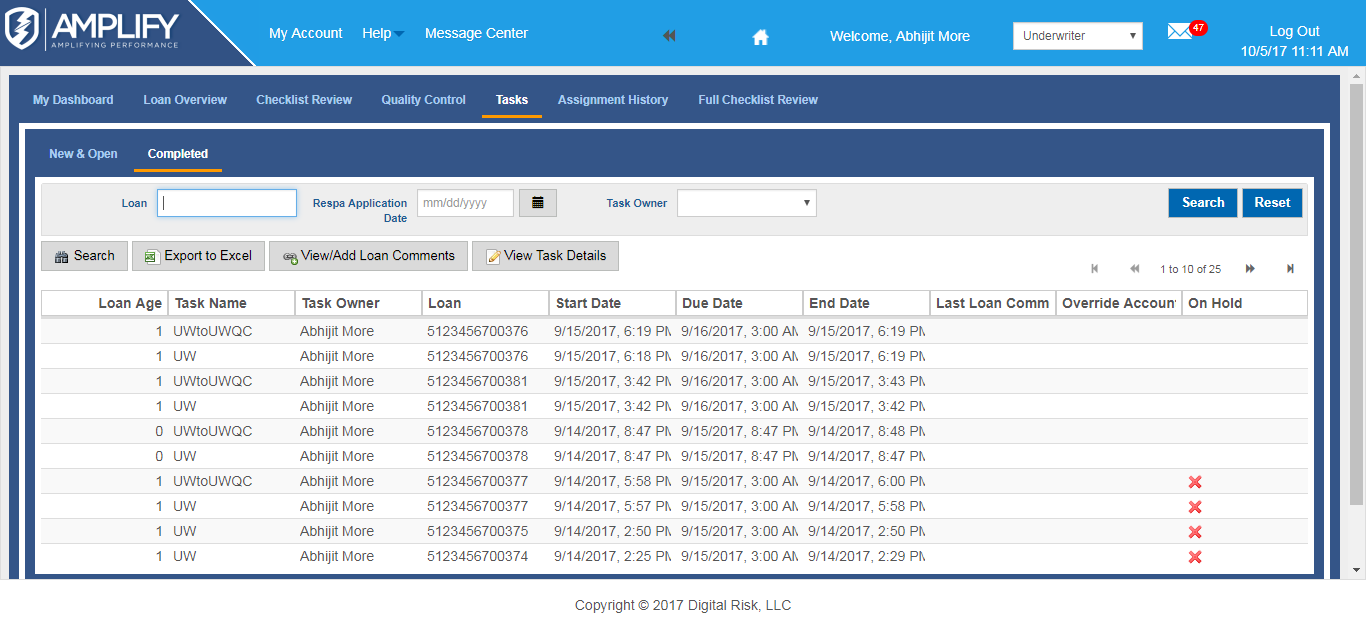 AMPLIFY
AMPLIFYING PERFORMANCE
My Account Help Message Center Welcome, Abhijit More Underwriter 47 Log Out
10/5/17 11:11 AM
My Dashboard Loan Overview Checklist Review Quality Control Tasks Assignment History Full Checklist Review
New & Open Completed
Loan Respa Application Date mm/dd/yyyy Task Owner Search Reset
Search Export to Excel View/Add Loan Comments View Task Details
1 to 10 of 25
Loan Age Task Name Task Owner Loan Start Date Due Date End Date Last Loan Comm Override Accoun On Hold
1 UWtoUWQC Abhijit More 5123456700376 9/15/2017, 6:19 PM 9/16/2017, 3:00 AM 9/15/2017, 6:19 PM
1 UW Abhijit More 5123456700376 9/15/2017, 6:18 PM 9/16/2017, 3:00 AM 9/15/2017, 6:19 PM
1 UWtoUWQC Abhijit More 5123456700381 9/15/2017, 3:42 PM 9/16/2017, 3:00 AM 9/15/2017, 3:43 PM
1 UW Abhijit More 5123456700381 9/15/2017, 3:42 PM 9/16/2017, 3:00 AM 9/15/2017, 3:42 PM
0 UWtoUWQC Abhijit More 5123456700378 9/14/2017, 8:47 PM 9/15/2017, 8:47 PM 9/14/2017, 8:48 PM
0 UW Abhijit More 5123456700378 9/14/2017, 8:47 PM 9/15/2017, 8:47 PM 9/14/2017, 8:47 PM
1 UWtoUWQC Abhijit More 5123456700377 9/14/2017, 5:58 PM 9/15/2017, 3:00 AM 9/14/2017, 6:00 PM
1 UW Abhijit More 5123456700377 9/14/2017, 5:57 PM 9/15/2017, 3:00 AM 9/14/2017, 5:58 PM
1 UW Abhijit More 5123456700375 9/14/2017, 2:50 PM 9/15/2017, 3:00 AM 9/14/2017, 2:50 PM
1 UW Abhijit More 5123456700374 9/14/2017, 2:25 PM 9/15/2017, 3:00 AM 9/14/2017, 2:29 PM
Copyright © 2017 Digital Risk, LLC